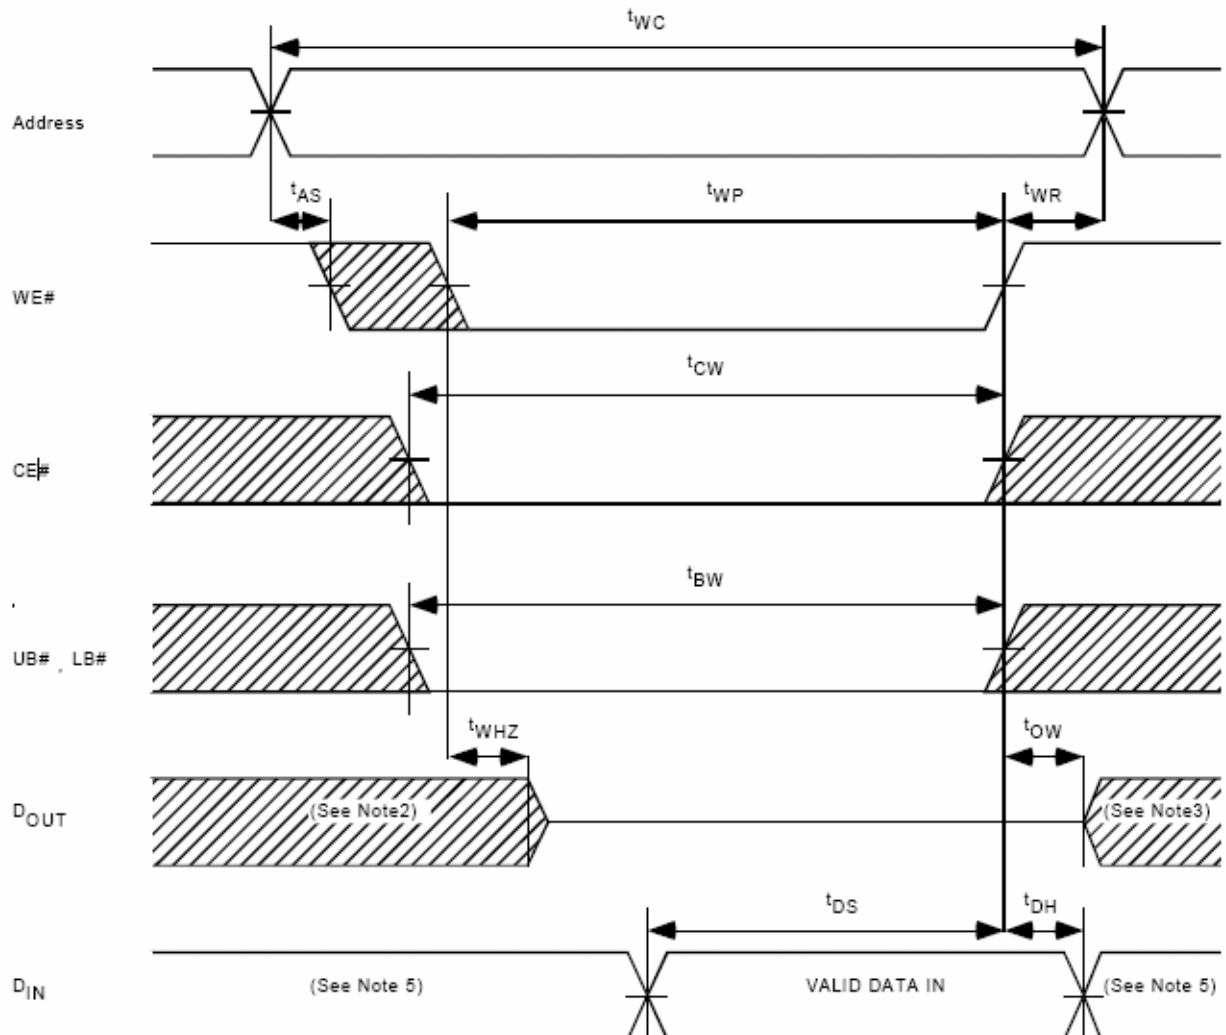 tWC
Address
tAS
tWP
tWR
WE#
tCW
CE#
tBW
UB# , LB#
tWHZ
tOW
DOUT
(See Note2)
(See Note3)
tDS
tDH
DIN
(See Note 5)
VALID DATA IN
(See Note 5)